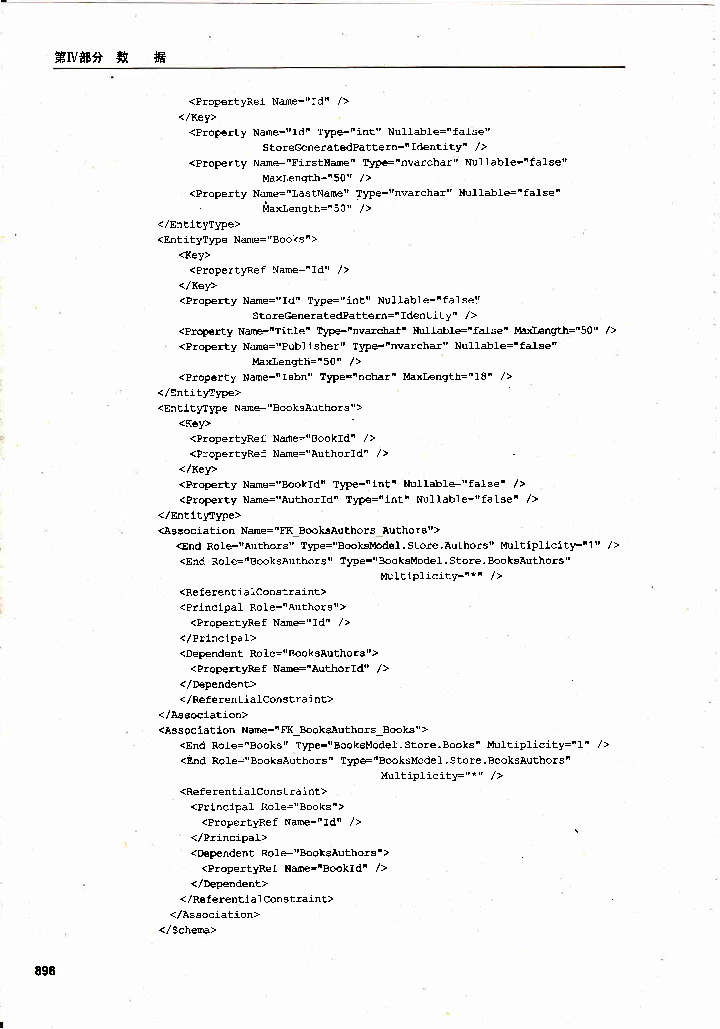 第Ⅳ部分 数 据
<PropertyRef Name="Id" />
</Key>
<Property Name="Id" Type="int" Nullable="false"
StoreGeneratedPattern="Identity" />
<Property Name="FirstName" Type="nvarchar" Nullable="false"
MaxLength="50" />
<Property Name="LastName" Type="nvarchar" Nullable="false"
MaxLength="50" />
</EntityType>
<EntityType Name="Books">
<Key>
<PropertyRef Name="Id" />
</Key>
<Property Name="Id" Type="int" Nullable="false"
StoreGeneratedPattern="Identity" />
<Property Name="Title" Type="nvarchar" Nullable="false" MaxLength="50" />
<Property Name="Publisher" Type="nvarchar" Nullable="false"
MaxLength="50" />
<Property Name="Isbn" Type="nchar" MaxLength="18" />
</EntityType>
<EntityType Name="BooksAuthors">
<Key>
<PropertyRef Name="BookId" />
<PropertyRef Name="AuthorId" />
</Key>
<Property Name="BookId" Type="int" Nullable="false" />
<Property Name="AuthorId" Type="int" Nullable="false" />
</EntityType>
<Association Name="FK_BooksAuthors_Authors">
<End Role="Authors" Type="BooksModel.Store.Authors" Multiplicity="1" />
<End Role="BooksAuthors" Type="BooksModel.Store.BooksAuthors"
Multiplicity="*" />
<ReferentialConstraint>
<Principal Role="Authors">
<PropertyRef Name="Id" />
</Principal>
<Dependent Role="BooksAuthors">
<PropertyRef Name="AuthorId" />
</Dependent>
</ReferentialConstraint>
</Association>
<Association Name="FK_BooksAuthors_Books">
<End Role="Books" Type="BooksModel.Store.Books" Multiplicity="1" />
<End Role="BooksAuthors" Type="BooksModel.Store.BooksAuthors"
Multiplicity="*" />
<ReferentialConstraint>
<Principal Role="Books">
<PropertyRef Name="Id" />
</Principal>
<Dependent Role="BooksAuthors">
<PropertyRef Name="BookId" />
</Dependent>
</ReferentialConstraint>
</Association>
</Schema>
896